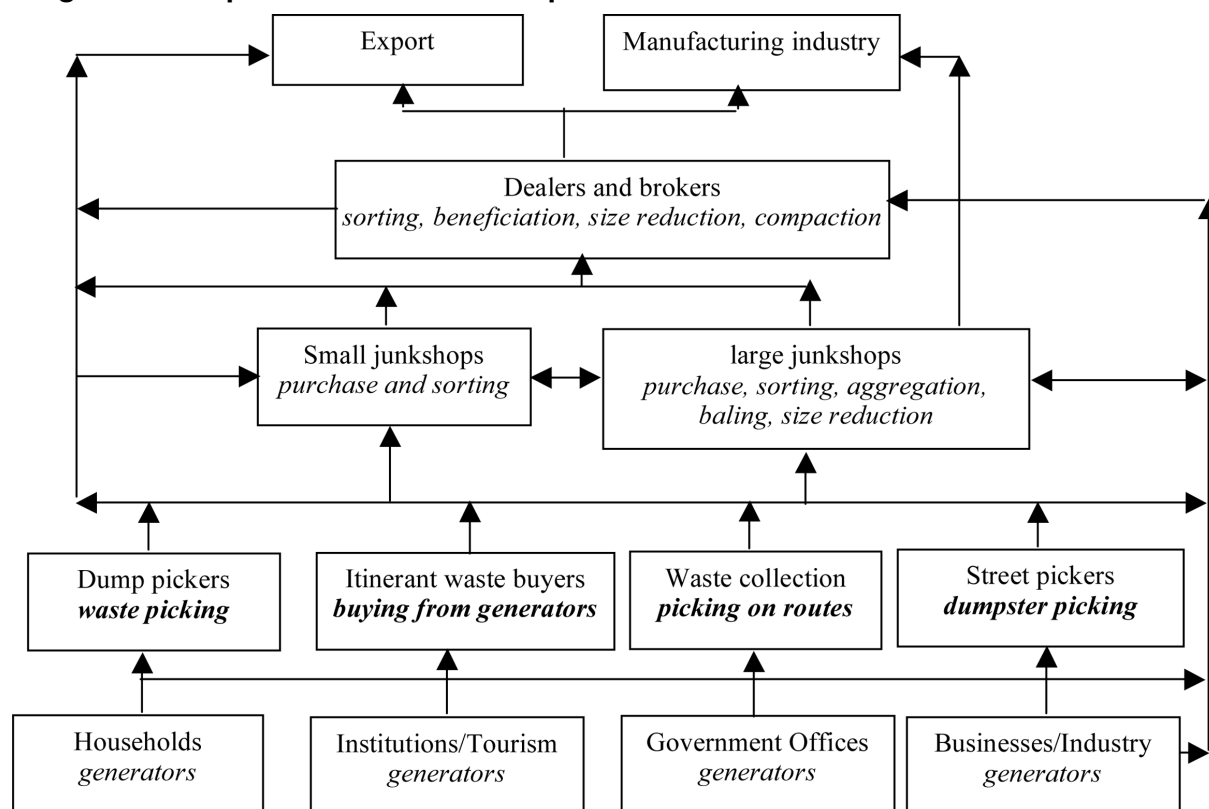 Export
Manufacturing industry
Dealers and brokers
sorting, beneficiation, size reduction, compaction
Small junkshops
purchase and sorting
large junkshops
purchase, sorting, aggregation,
baling, size reduction
Dump pickers
waste picking
Itinerant waste buyers
buying from generators
Waste collection
picking on routes
Street pickers
dumpster picking
Households
generators
Institutions/Tourism
generators
Government Offices
generators
Businesses/Industry
generators